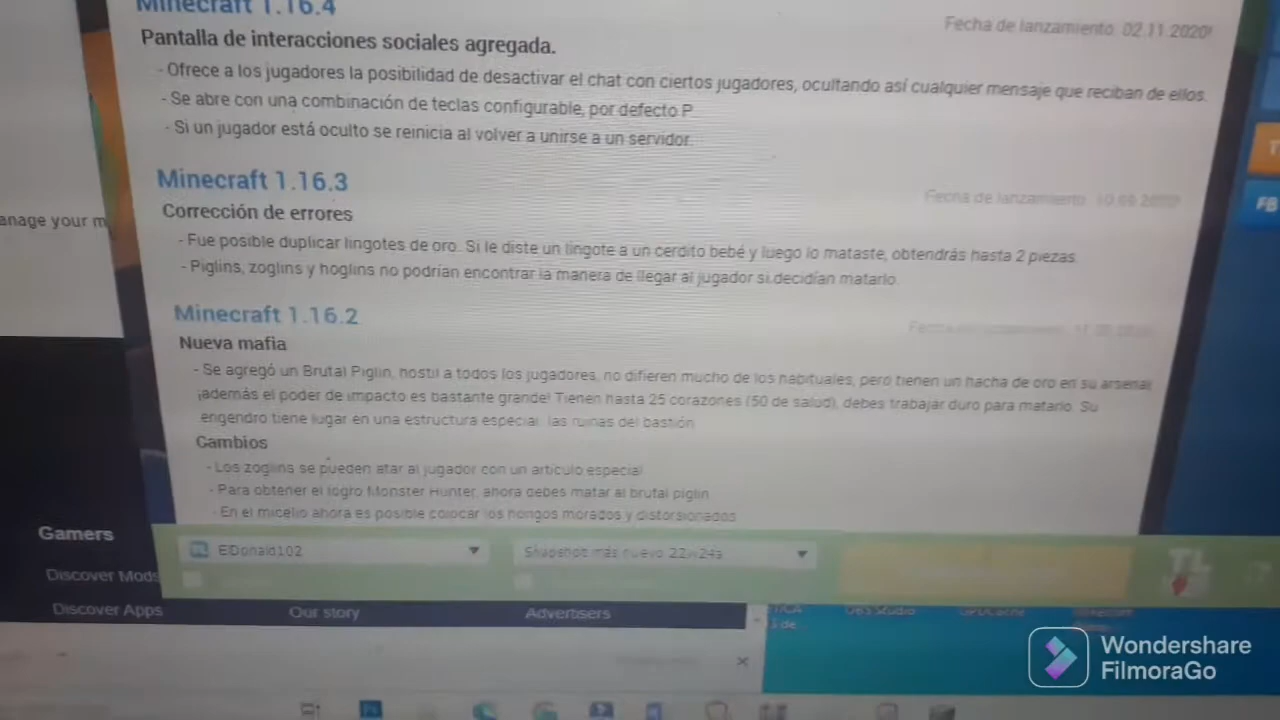 Minecraft 1.16.4
Fecha de lanzamiento: 02.11.2020!
Pantalla de interacciones sociales agregada.
- Ofrece a los jugadores la posibilidad de desactivar el chat con ciertos jugadores, ocultando así cualquier mensaje que reciban de ellos.
- Se abre con una combinación de teclas configurable, por defecto P.
- Si un jugador está oculto se reinicia al volver a unirse a un servidor.
Minecraft 1.16.3
Fecha de lanzamiento:
Corrección de errores
anage your m
FB
- Fue posible duplicar lingotes de oro. Si le diste un lingote a un cerdito bebé y luego lo mataste, obtendrás hasta 2 piezas.
- Piglins, zoglins y hoglins no podrían encontrar la manera de llegar al jugador si decidían matarlo.
Minecraft 1.16.2
Nueva mafia
- Se agregó un Brutal Piglin, hostil a todos los jugadores, no difieren mucho de los habituales, pero tienen un hacha de oro en su arsenal,
¡además el poder de impacto es bastante grande! Tienen hasta 25 corazones (50 de salud), debes trabajar duro para matarlo. Su
engendro tiene lugar en una estructura especial: las ruinas del bastión.
Cambios
- Los zoglins se pueden atar al jugador con un artículo especial
- Para obtener el logro Monster Hunter, ahora debes matar al brutal piglin
- En el micelio ahora es posible colocar los hongos morados y distorsionados
Gamers
ElDonald102
Snapshot más nuevo 22w24a
TL
Discover Mods
Discover Apps
Our story
Advertisers
Wondershare
FilmoraGo